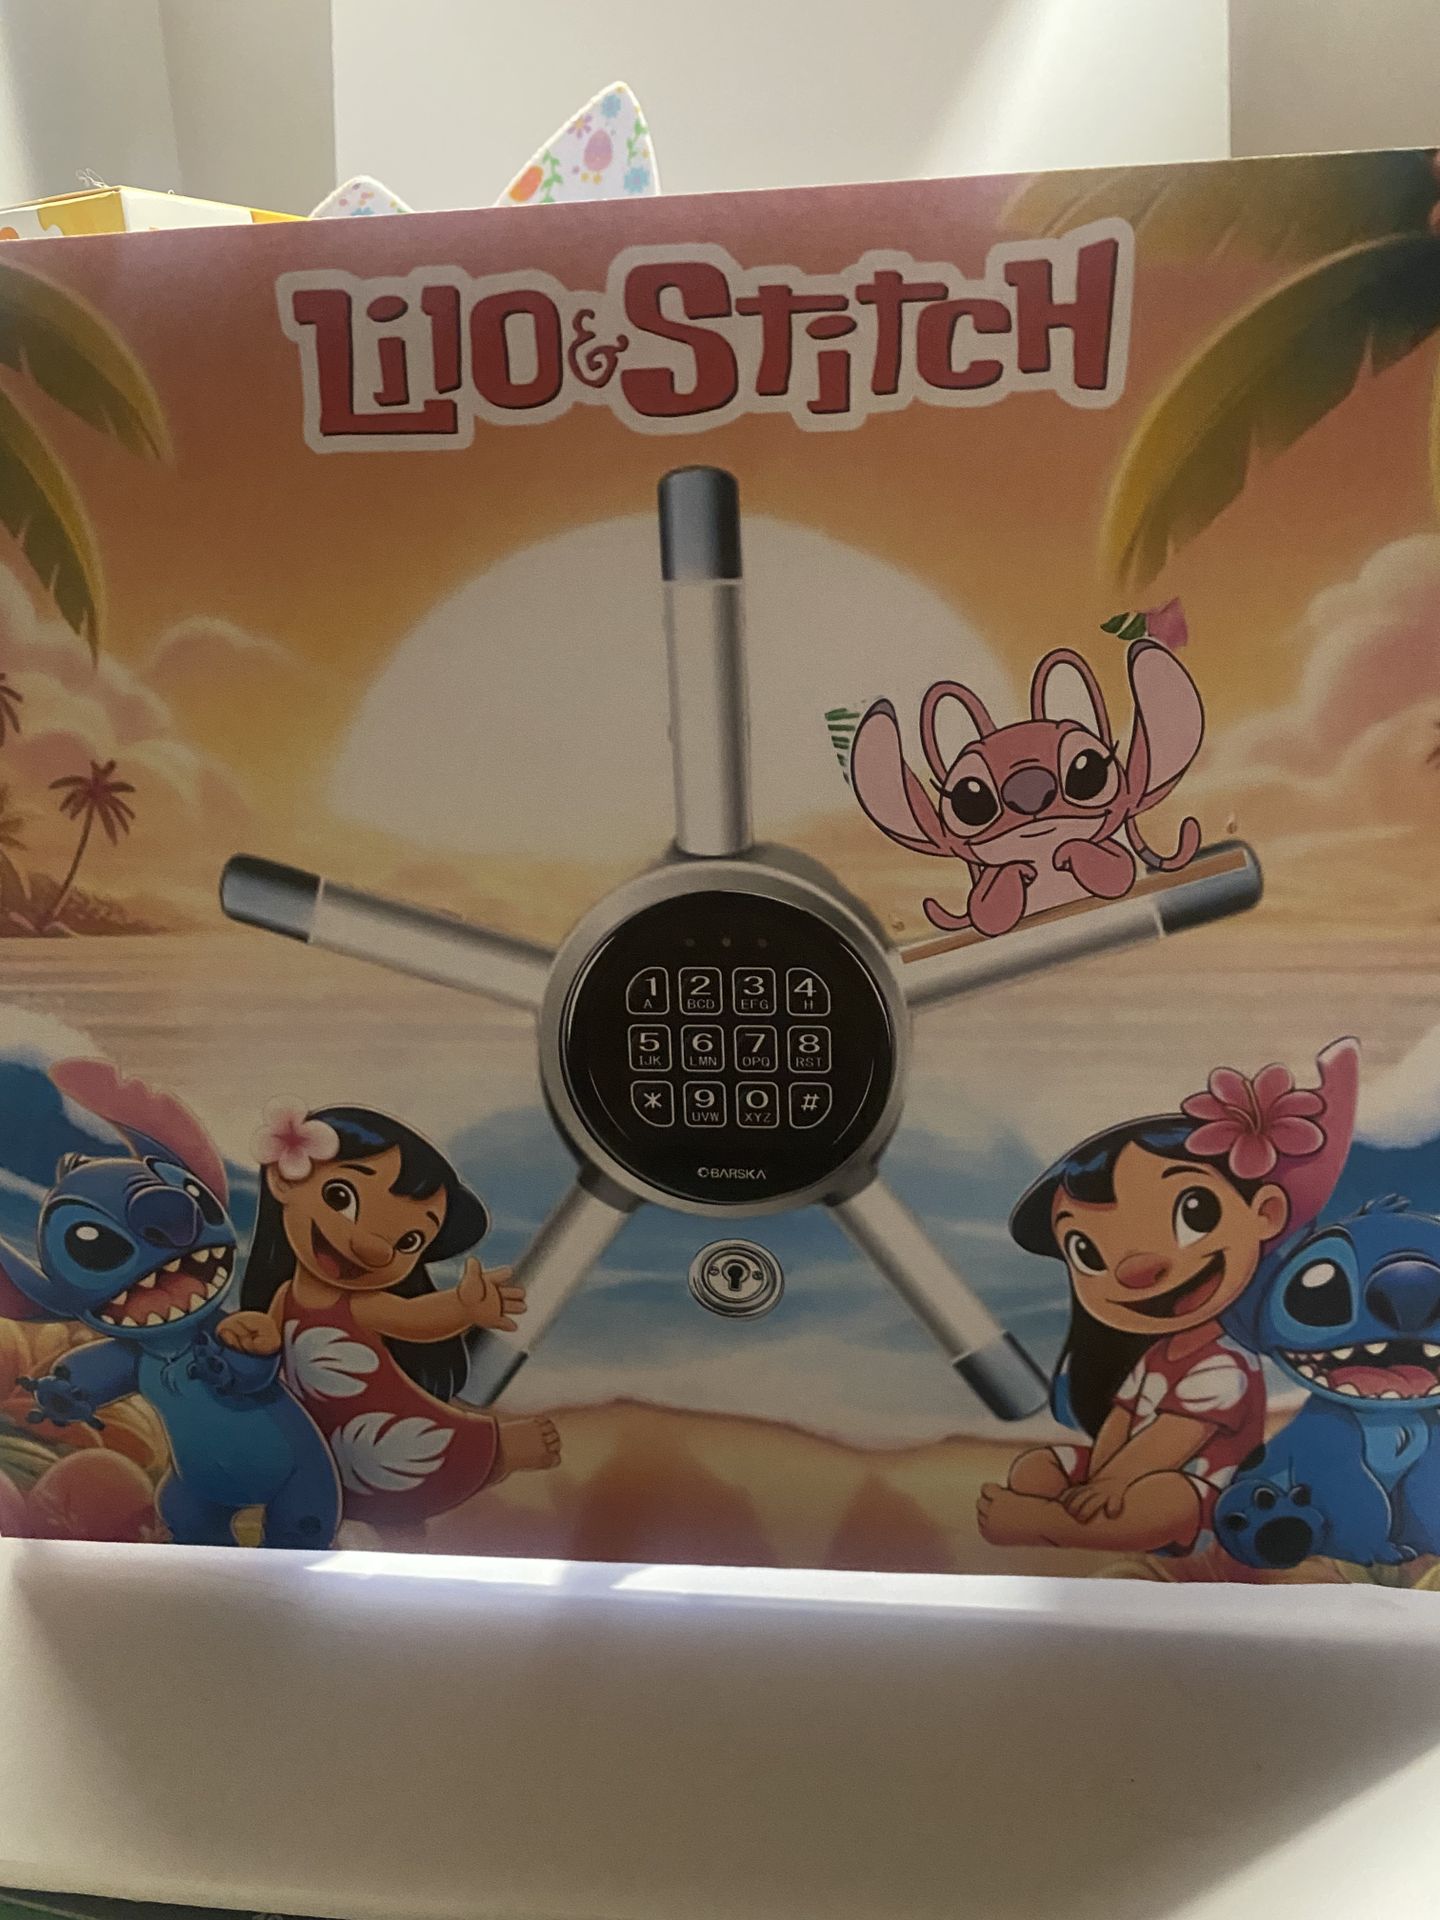 Lilo & Stitch
1 2 3 4
A BCD EFG H
5 6 7 8
IJK LMN OPQ RST
* 9 0 #
UVW XYZ
BARSKA